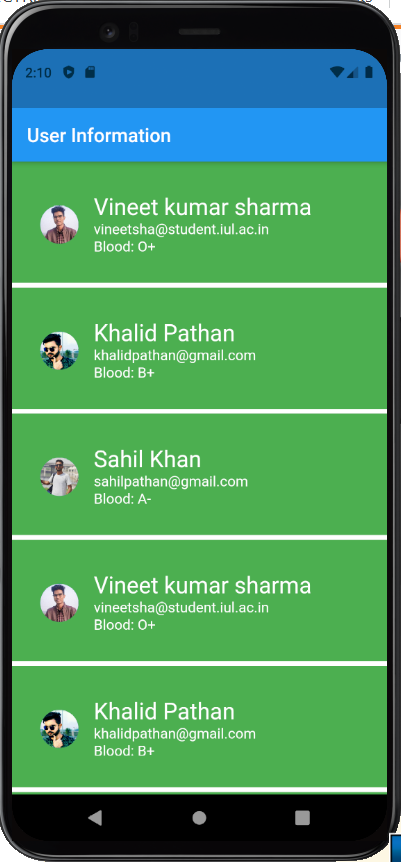 2:10
User Information
Vineet kumar sharma
vineetsha@student.iul.ac.in
Blood: O+
Khalid Pathan
khalidpathan@gmail.com
Blood: B+
Sahil Khan
sahilpathan@gmail.com
Blood: A-
Vineet kumar sharma
vineetsha@student.iul.ac.in
Blood: O+
Khalid Pathan
khalidpathan@gmail.com
Blood: B+